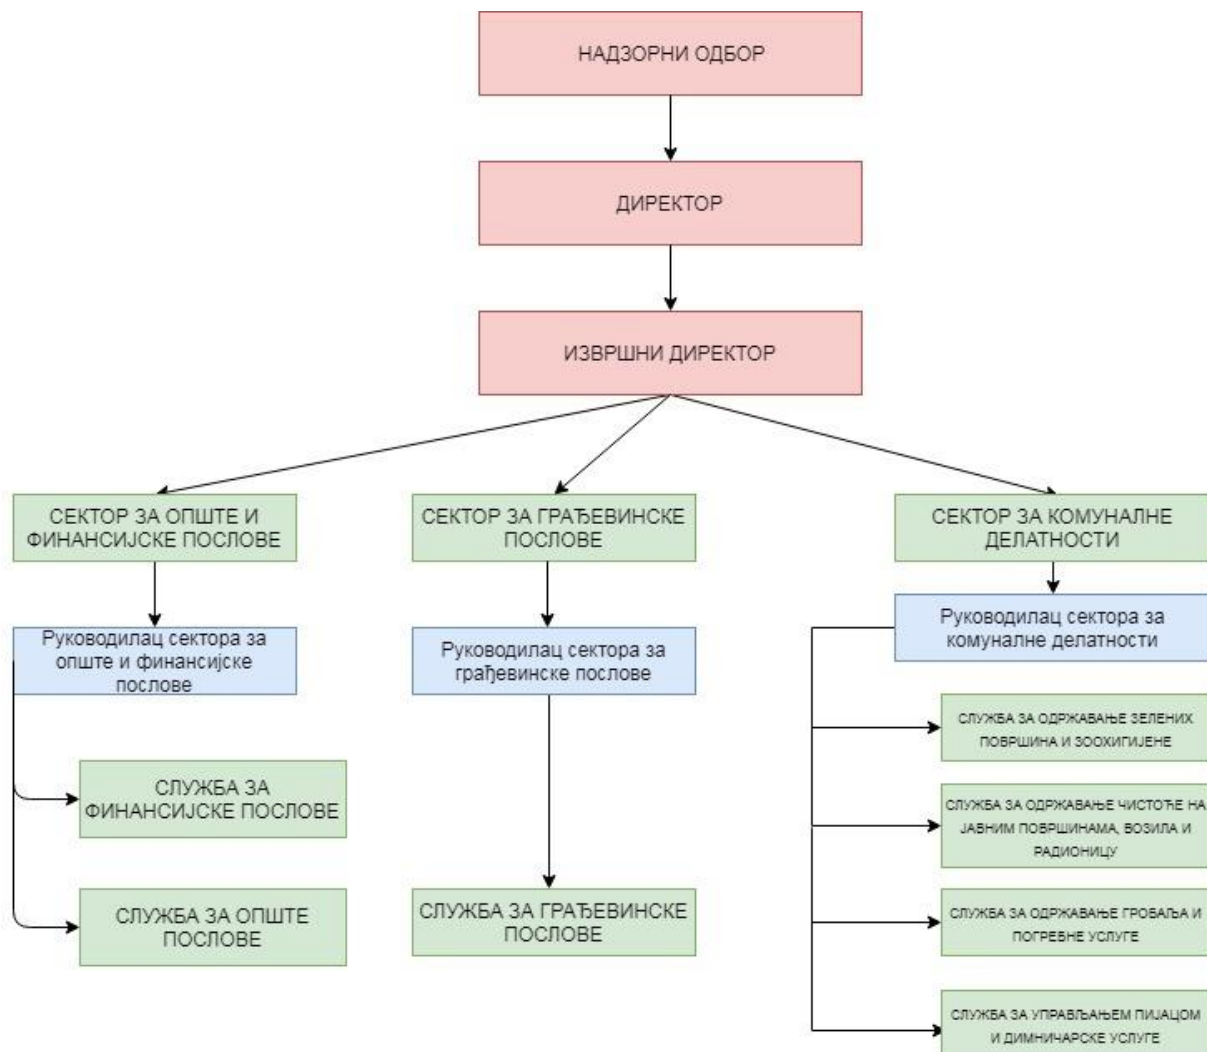 НАДЗОРНИ ОДБОР
ДИРЕКТОР
ИЗВРШНИ ДИРЕКТОР
СЕКТОР ЗА ОПШТЕ И
ФИНАНСИЈСКЕ ПОСЛОВЕ
СЕКТОР ЗА ГРАЂЕВИНСКЕ
ПОСЛОВЕ
СЕКТОР ЗА КОМУНАЛНЕ
ДЕЛАТНОСТИ
Руководилац сектора за
опште и финансијске
послове
Руководилац сектора за
грађевинске послове
Руководилац сектора за
комуналне делатности
СЛУЖБА ЗА
ФИНАНСИЈСКЕ ПОСЛОВЕ
СЛУЖБА ЗА ОПШТЕ
ПОСЛОВЕ
СЛУЖБА ЗА ГРАЂЕВИНСКЕ
ПОСЛОВЕ
СЛУЖБА ЗА ОДРЖАВАЊЕ ЗЕЛЕНИХ
ПОВРШИНА И ЗООХИГИЈЕНЕ
СЛУЖБА ЗА ОДРЖАВАЊЕ ЧИСТОЋЕ НА
ЈАВНИМ ПОВРШИНАМА, ВОЗИЛА И
РАДИОНИЦУ
СЛУЖБА ЗА ОДРЖАВАЊЕ ГРОБАЉА И
ПОГРЕБНЕ УСЛУГЕ
СЛУЖБА ЗА УПРАВЉАЊЕМ ПИЈАЦОМ
И ДИМНИЧАРСКЕ УСЛУГЕ